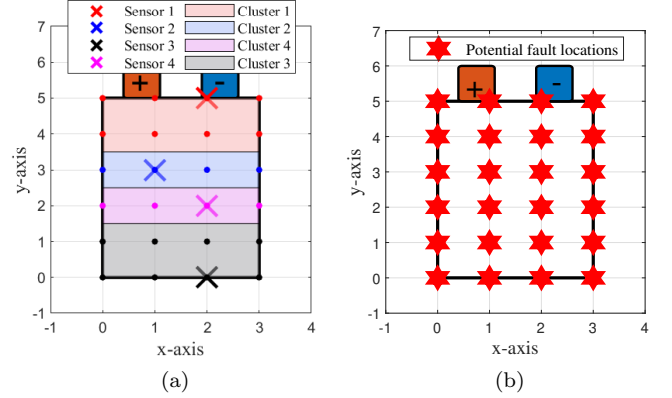 Sensor 1 Cluster 1
Sensor 2 Cluster 2
Sensor 3 Cluster 4
Sensor 4 Cluster 3
7
6
5
4
3
2
1
0
-1
y-axis
+ -
-1 0 1 2 3 4
x-axis
(a)
Potential fault locations
7
6
5
4
3
2
1
0
-1
y-axis
+ -
-1 0 1 2 3 4
x-axis
(b)